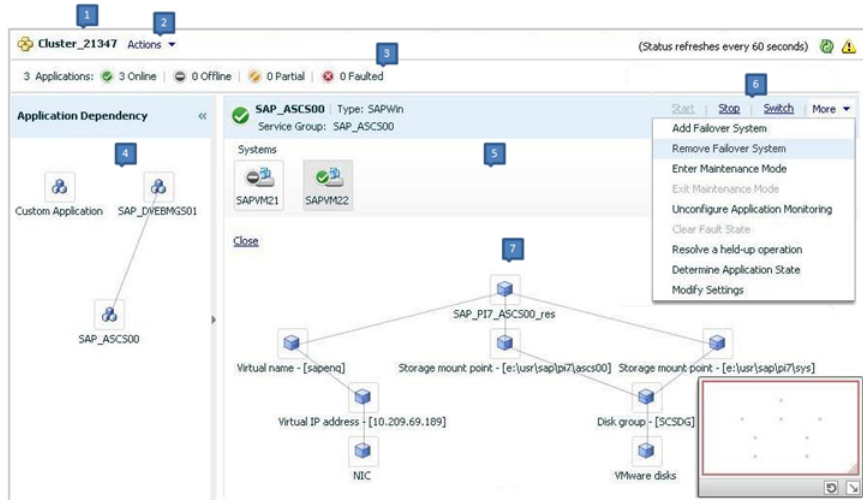 1
2
Cluster_21347 Actions
(Status refreshes every 60 seconds)
3
3 Applications: 3 Online | 0 Offline | 0 Partial | 0 Faulted
Application Dependency «
4
Custom Application
SAP_DVEBMGS01
SAP_ASCS00
SAP_ASCS00 | Type: SAPWin
Service Group: SAP_ASCS00
6
Start | Stop | Switch | More
Add Failover System
Remove Failover System
Enter Maintenance Mode
Exit Maintenance Mode
Unconfigure Application Monitoring
Clear Fault State
Resolve a held-up operation
Determine Application State
Modify Settings
Systems
5
SAPVM21
SAPVM22
Close
7
SAP_PI7_ASCS00_res
Virtual name - [sapenq]
Storage mount point - [e:\usr\sap\pi7\ascs00]
Storage mount point - [e:\usr\sap\pi7\sys]
Virtual IP address - [10.209.69.189]
Disk group - [SCSDG]
NIC
VMware disks